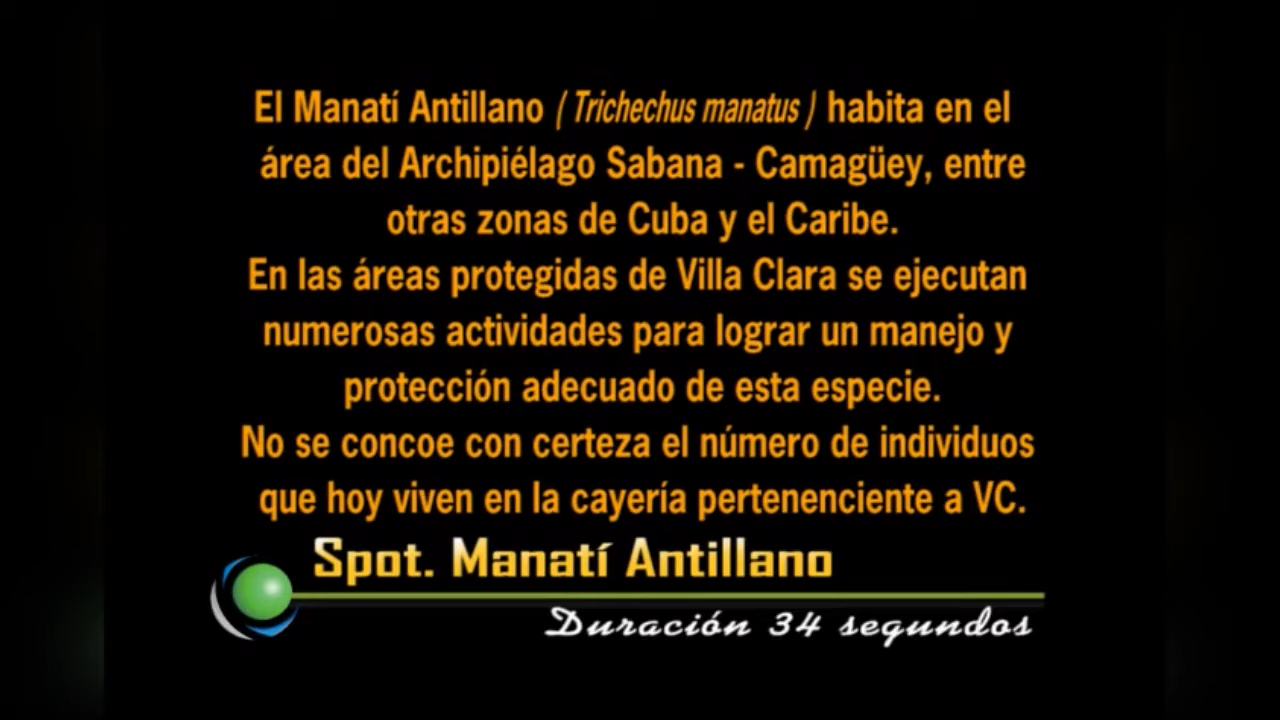 El Manatí Antillano ( Trichechus manatus ) habita en el
área del Archipiélago Sabana - Camagüey, entre
otras zonas de Cuba y el Caribe.
En las áreas protegidas de Villa Clara se ejecutan
numerosas actividades para lograr un manejo y
protección adecuado de esta especie.
No se concoe con certeza el número de individuos
que hoy viven en la cayería pertenenciente a VC.
Spot. Manatí Antillano
Duración 34 segundos